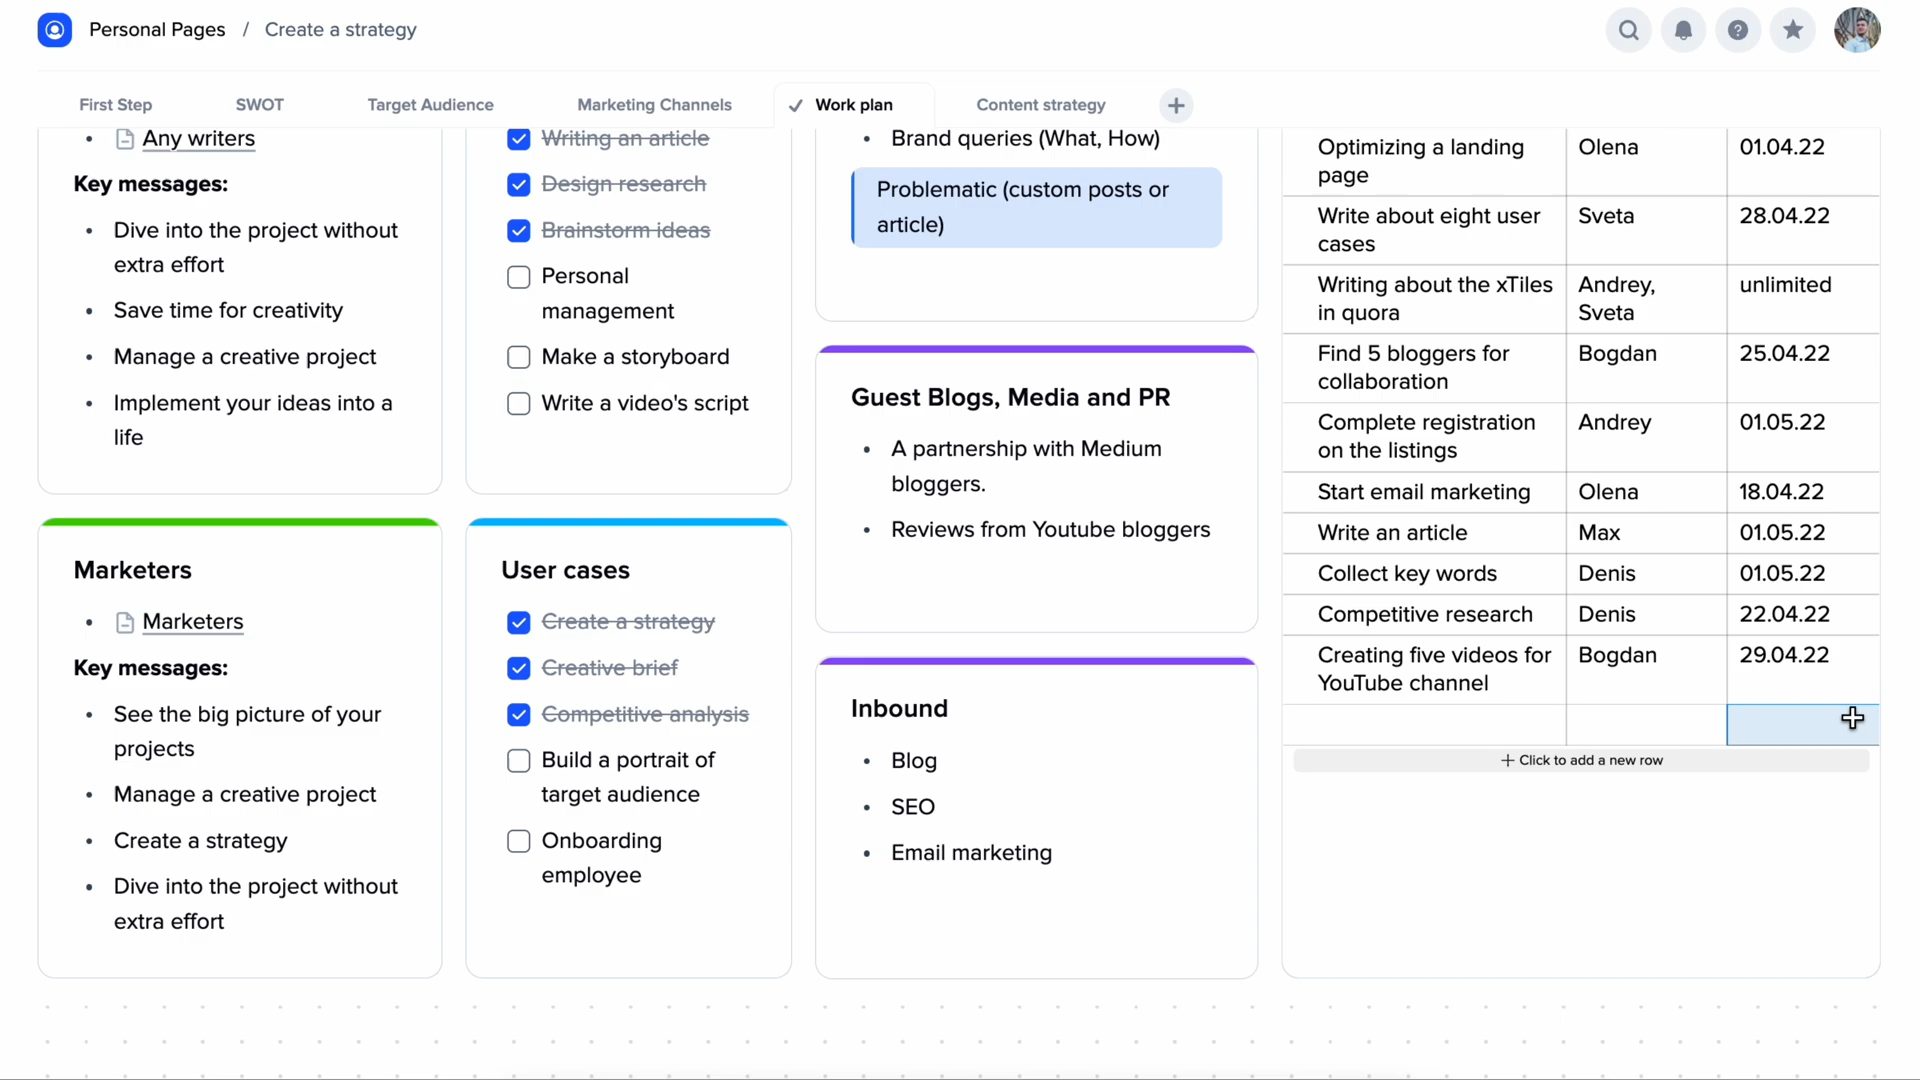 Personal Pages / Create a strategy
First Step
SWOT
Target Audience
Marketing Channels
Work plan
Content strategy
Any writers
Key messages:
Dive into the project without
extra effort
Save time for creativity
Manage a creative project
Implement your ideas into a
life
Marketers
Marketers
Key messages:
See the big picture of your
projects
Manage a creative project
Create a strategy
Dive into the project without
extra effort
Writing an article
Design research
Brainstorm ideas
Personal
management
Make a storyboard
Write a video's script
User cases
Create a strategy
Creative brief
Competitive analysis
Build a portrait of
target audience
Onboarding
employee
Brand queries (What, How)
Problematic (custom posts or
article)
Guest Blogs, Media and PR
A partnership with Medium
bloggers.
Reviews from Youtube bloggers
Inbound
Blog
SEO
Email marketing
Optimizing a landing Olena 01.04.22
page
Write about eight user Sveta 28.04.22
cases
Writing about the xTiles Andrey, unlimited
in quora Sveta
Find 5 bloggers for Bogdan 25.04.22
collaboration
Complete registration Andrey 01.05.22
on the listings
Start email marketing Olena 18.04.22
Write an article Max 01.05.22
Collect key words Denis 01.05.22
Competitive research Denis 22.04.22
Creating five videos for Bogdan 29.04.22
YouTube channel
Click to add a new row